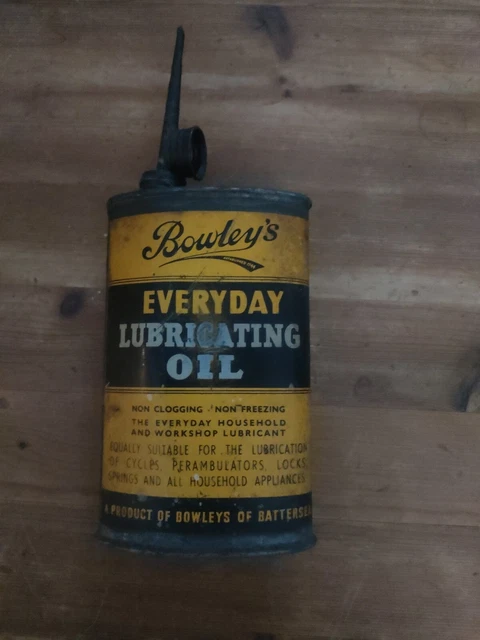 Bowley's
EVERYDAY
LUBRICATING
OIL
NON CLOGGING · NON FREEZING
THE EVERYDAY HOUSEHOLD
AND WORKSHOP LUBRICANT
EQUALLY SUITABLE FOR THE LUBRICATION
OF CYCLES, PERAMBULATORS, LOCKS,
SPRINGS AND ALL HOUSEHOLD APPLIANCES
A PRODUCT OF BOWLEYS OF BATTERSEA